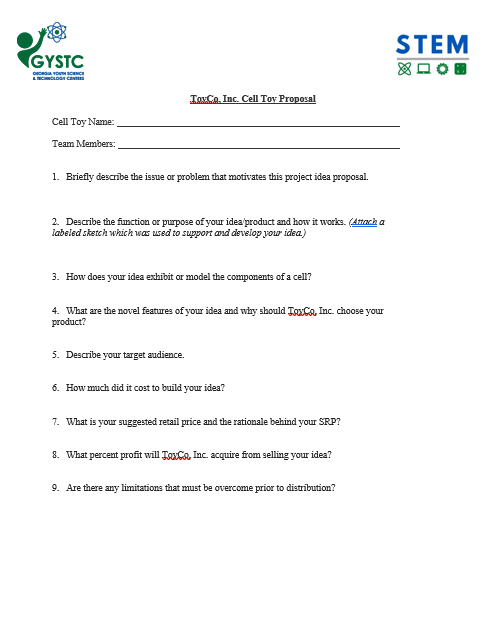 GYSTC
GEORGIA YOUTH SCIENCE
& TECHNOLOGY CENTERS
STEM
ToyCo, Inc. Cell Toy Proposal
Cell Toy Name:
Team Members:
1. Briefly describe the issue or problem that motivates this project idea proposal.
2. Describe the function or purpose of your idea/product and how it works. (Attach a
labeled sketch which was used to support and develop your idea.)
3. How does your idea exhibit or model the components of a cell?
4. What are the novel features of your idea and why should ToyCo, Inc. choose your
product?
5. Describe your target audience.
6. How much did it cost to build your idea?
7. What is your suggested retail price and the rationale behind your SRP?
8. What percent profit will ToyCo, Inc. acquire from selling your idea?
9. Are there any limitations that must be overcome prior to distribution?